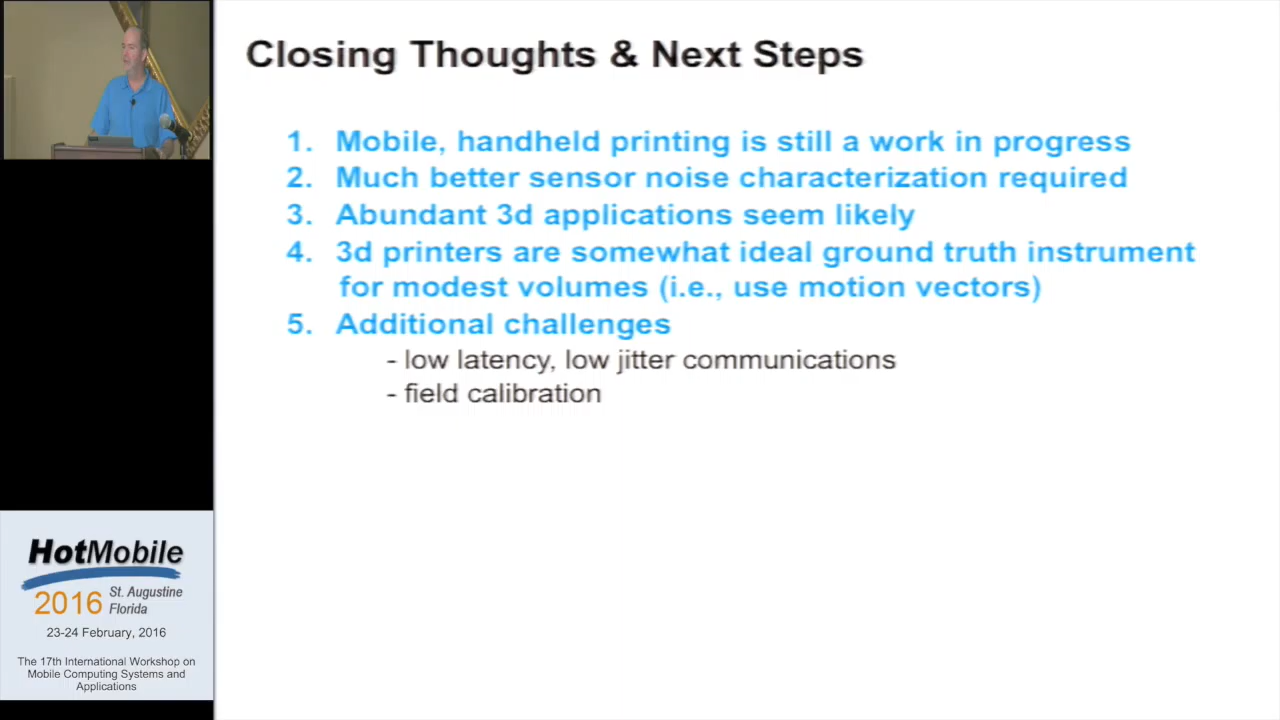 Closing Thoughts & Next Steps
1. Mobile, handheld printing is still a work in progress
2. Much better sensor noise characterization required
3. Abundant 3d applications seem likely
4. 3d printers are somewhat ideal ground truth instrument
for modest volumes (i.e., use motion vectors)
5. Additional challenges
- low latency, low jitter communications
- field calibration
HotMobile
2016 St. Augustine
Florida
23-24 February, 2016
The 17th International Workshop on
Mobile Computing Systems and
Applications